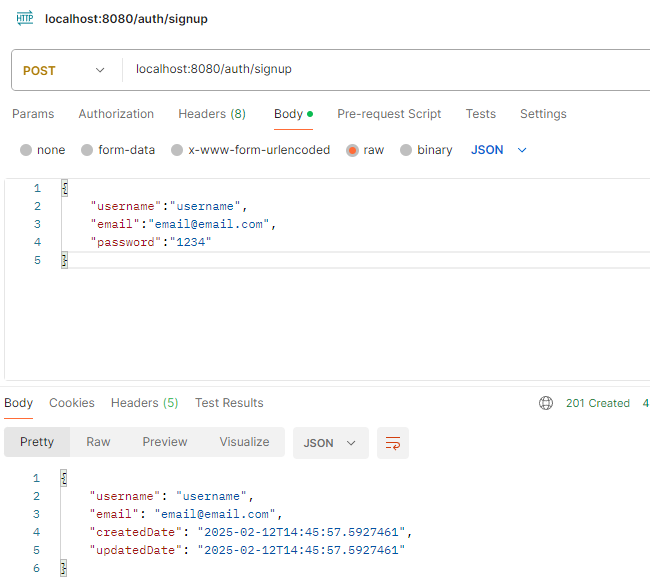 HTTP localhost:8080/auth/signup
POST localhost:8080/auth/signup
Params Authorization Headers (8) Body Pre-request Script Tests Settings
none form-data x-www-form-urlencoded raw binary JSON
1 {
2 "username":"username",
3 "email":"email@email.com",
4 "password":"1234"
5 }
Body Cookies Headers (5) Test Results 201 Created 4
Pretty Raw Preview Visualize JSON
1 {
2 "username": "username",
3 "email": "email@email.com",
4 "createdDate": "2025-02-12T14:45:57.5927461",
5 "updatedDate": "2025-02-12T14:45:57.5927461"
6 }